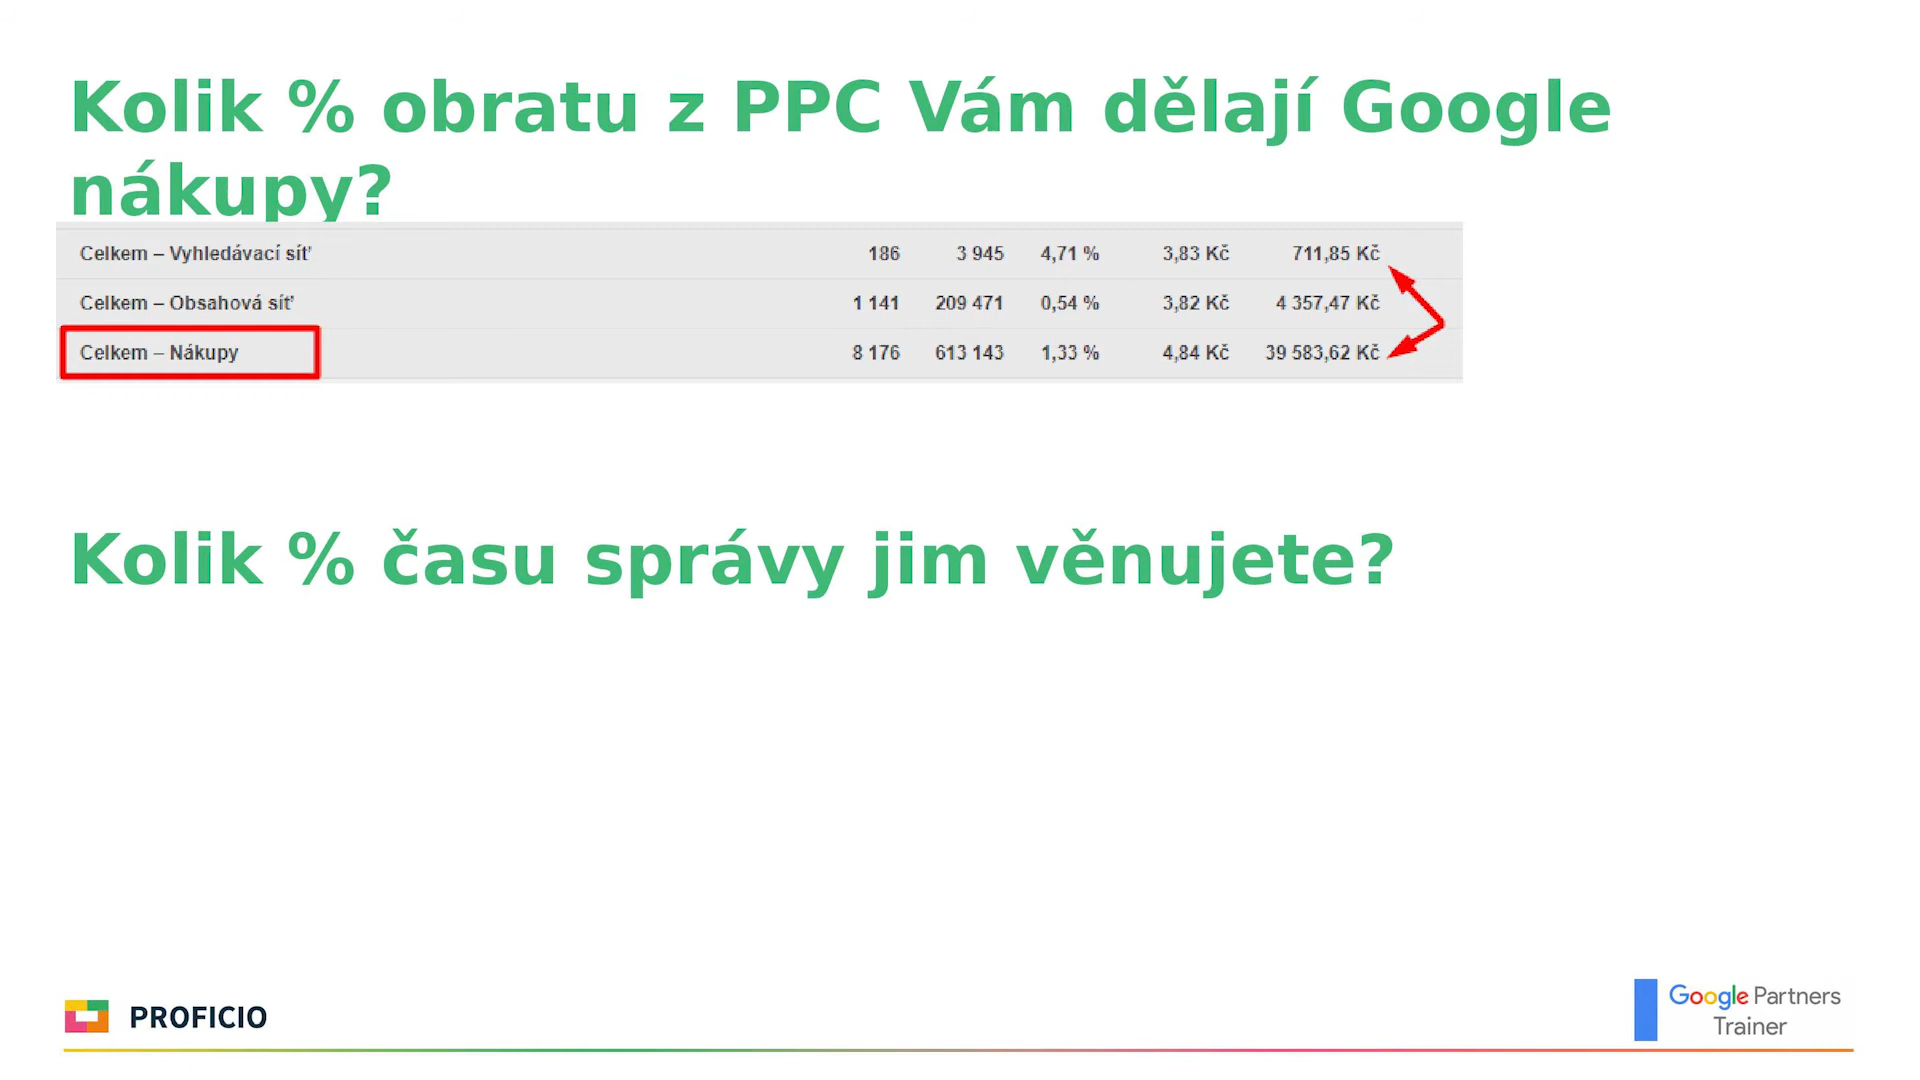 Kolik % obratu z PPC Vám dělají Google
nákupy?
Celkem – Vyhledávací síť 186 3 945 4,71 % 3,83 Kč 711,85 Kč
Celkem – Obsahová síť 1 141 209 471 0,54 % 3,82 Kč 4 357,47 Kč
Celkem – Nákupy 8 176 613 143 1,33 % 4,84 Kč 39 583,62 Kč
Kolik % času správy jim věnujete?
PROFICIO
Google Partners
Trainer